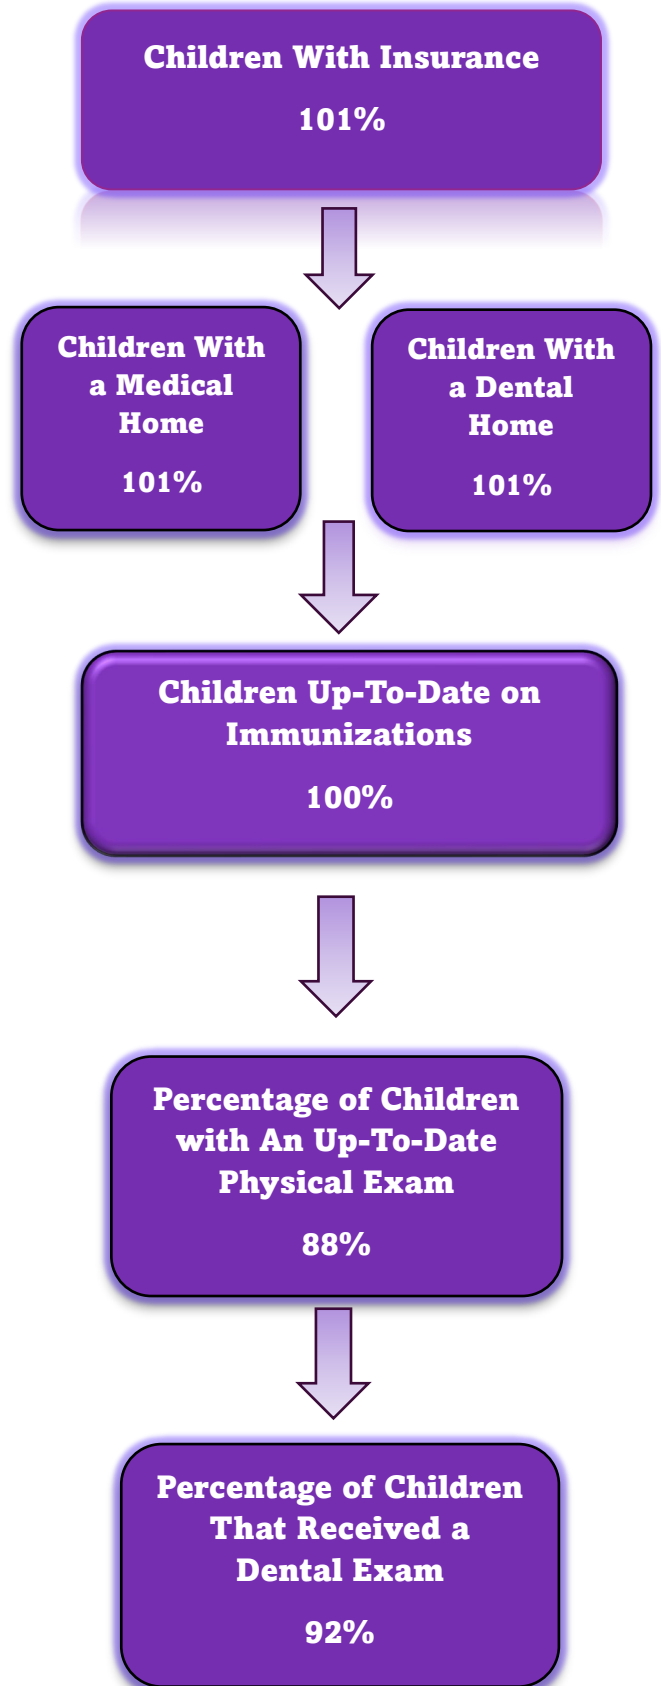 Children With Insurance
101%
Children With
a Medical
Home
101%
Children With
a Dental
Home
101%
Children Up-To-Date on
Immunizations
100%
Percentage of Children
with An Up-To-Date
Physical Exam
88%
Percentage of Children
That Received a
Dental Exam
92%